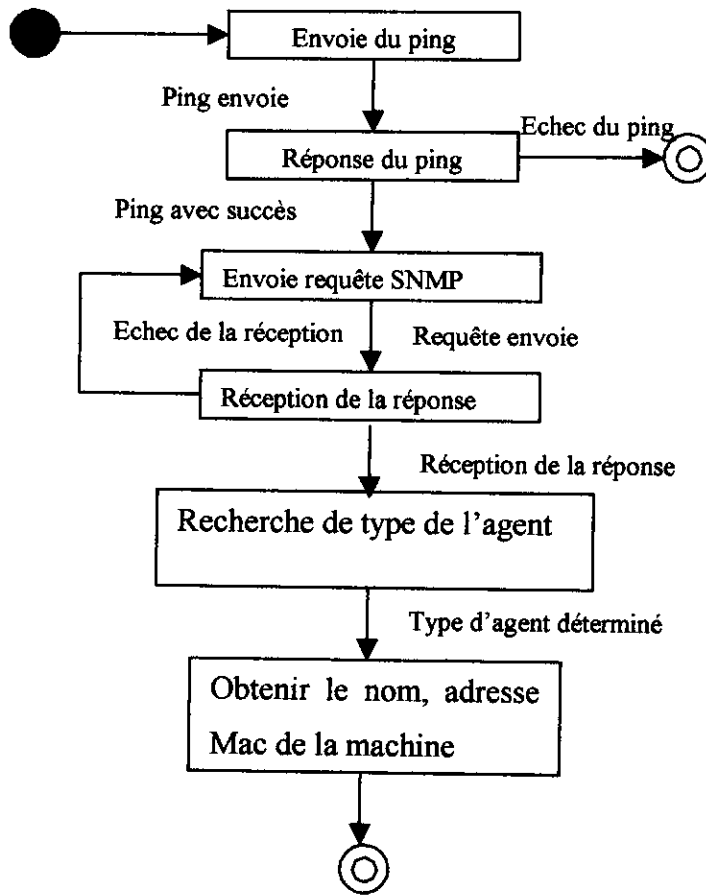 Envoie du ping
Ping envoie
Echec du ping
Réponse du ping
Ping avec succès
Envoie requête SNMP
Echec de la réception
Requête envoie
Réception de la réponse
Réception de la réponse
Recherche de type de l'agent
Type d'agent déterminé
Obtenir le nom, adresse
Mac de la machine